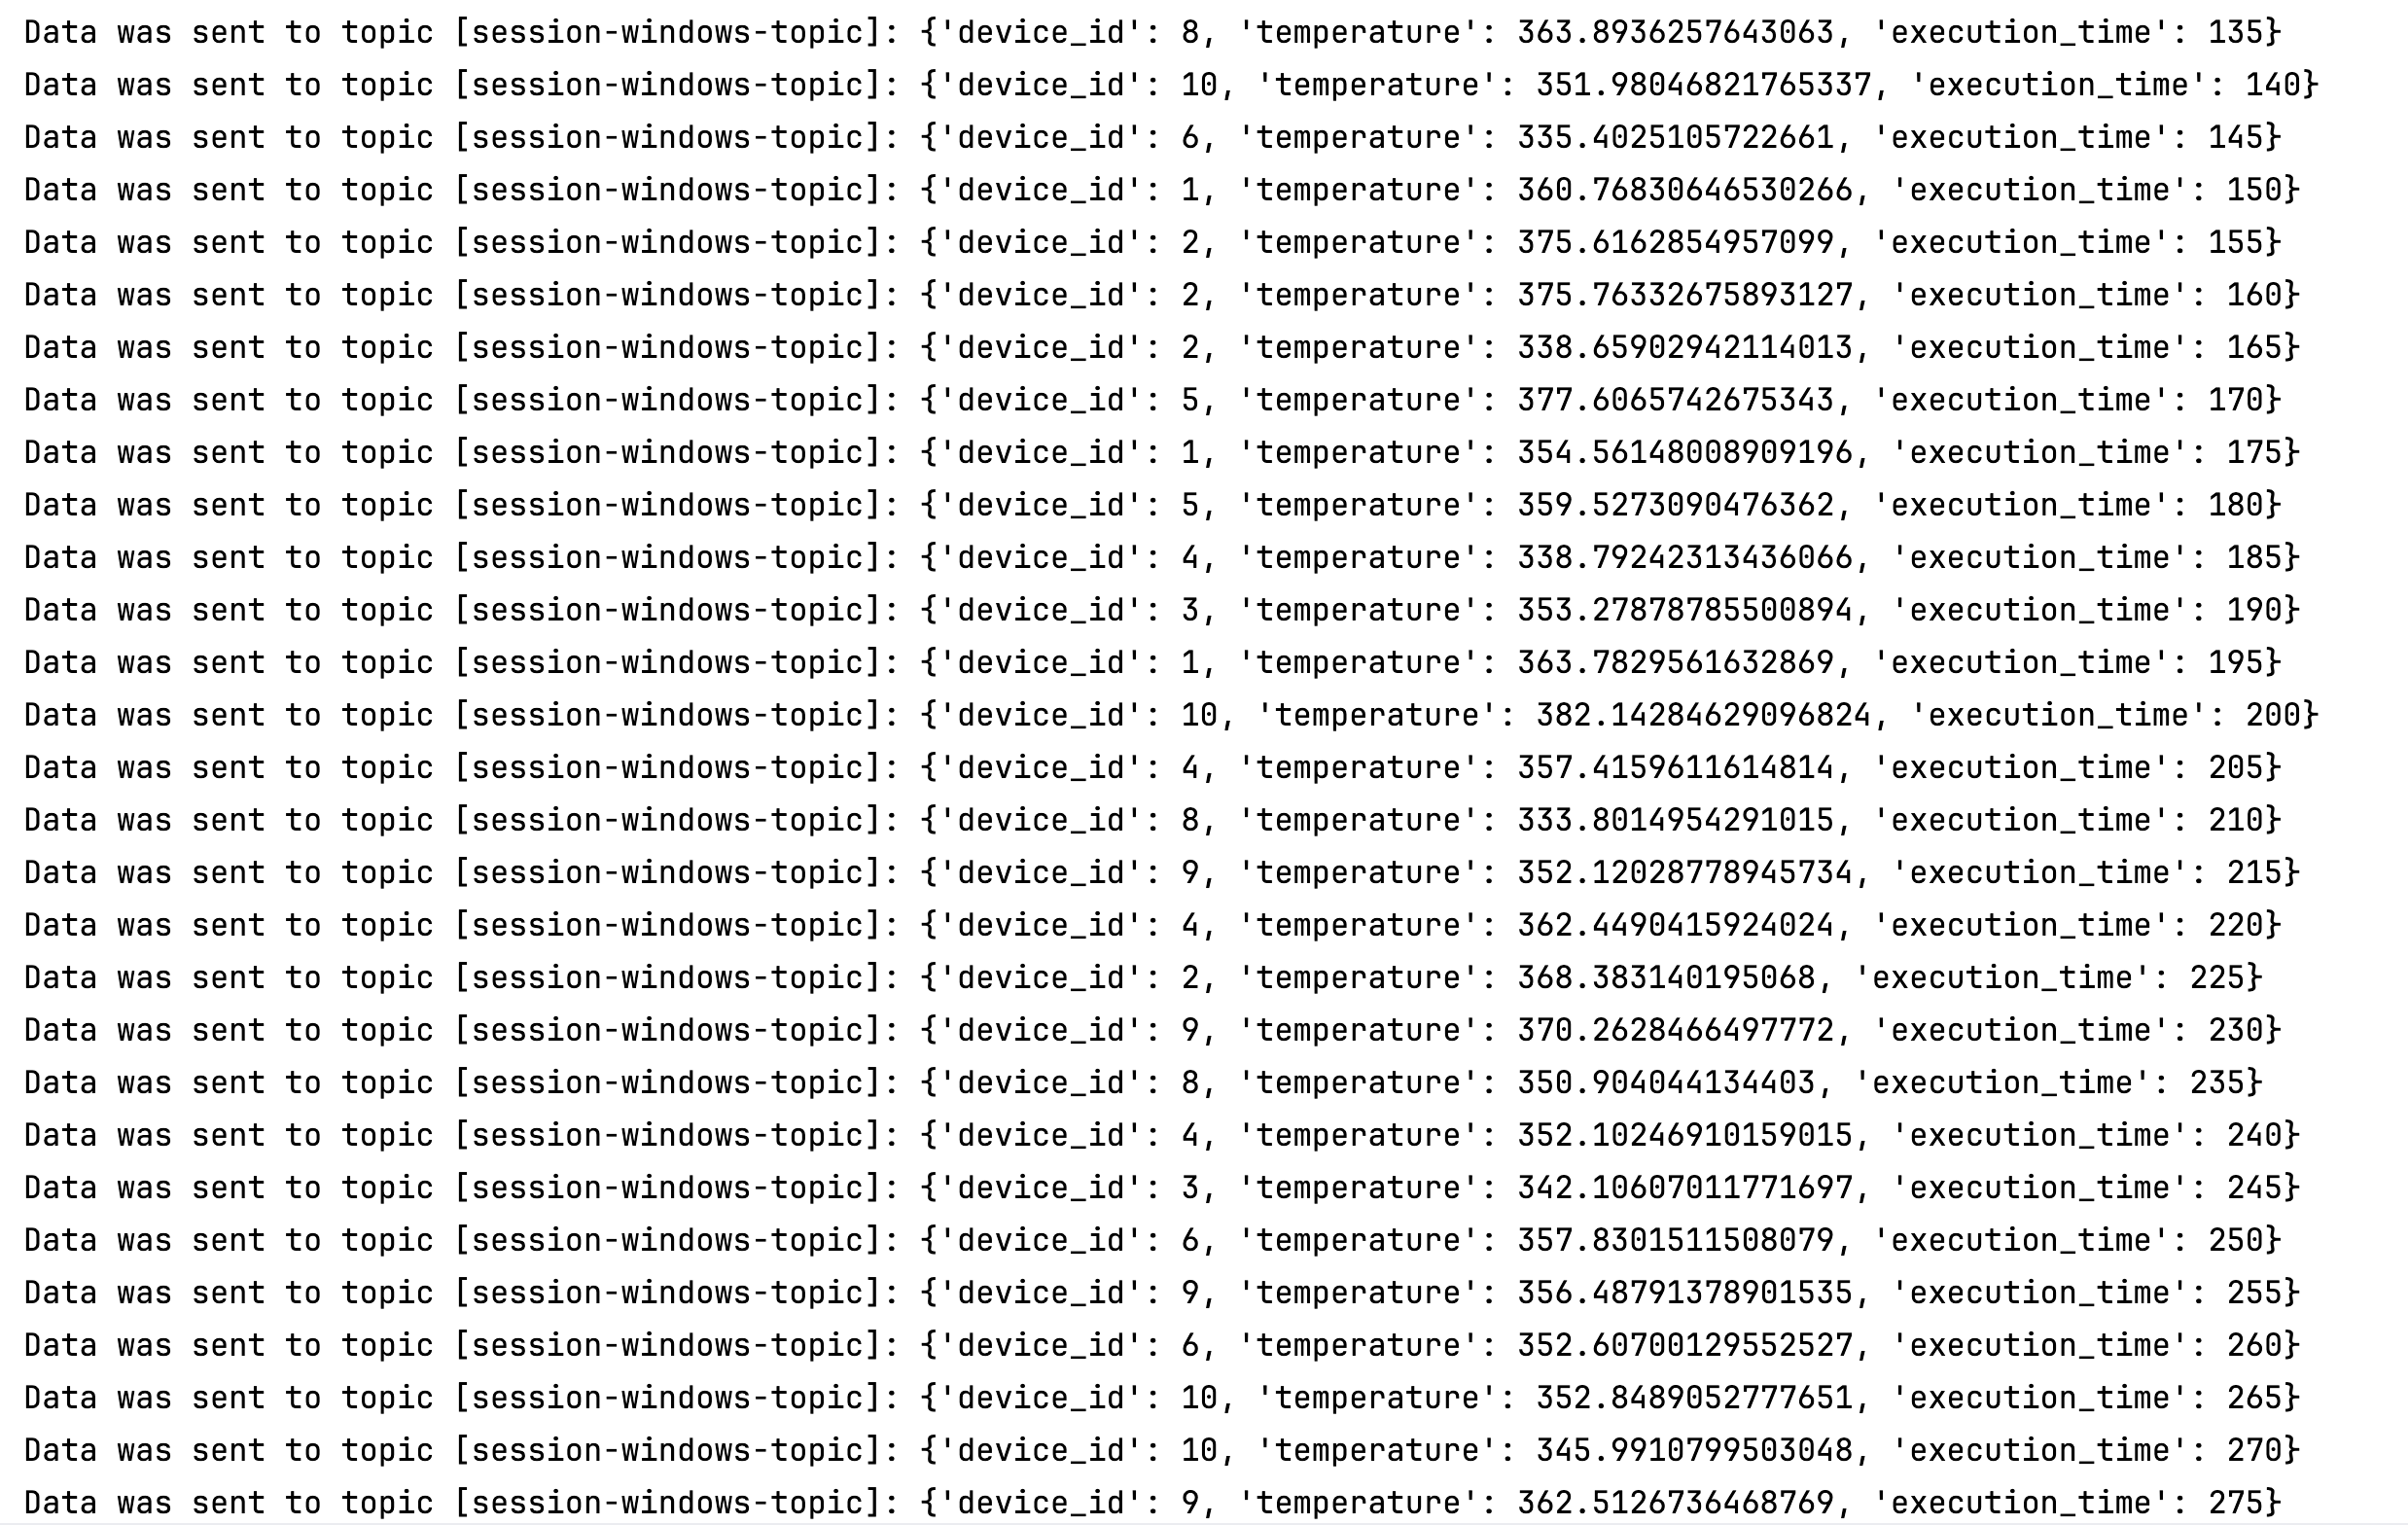 Data was sent to topic [session-windows-topic]: {'device_id': 8, 'temperature': 363.8936257643063, 'execution_time': 135}
Data was sent to topic [session-windows-topic]: {'device_id': 10, 'temperature': 351.98046821765337, 'execution_time': 140}
Data was sent to topic [session-windows-topic]: {'device_id': 6, 'temperature': 335.4025105722661, 'execution_time': 145}
Data was sent to topic [session-windows-topic]: {'device_id': 1, 'temperature': 360.76830646530266, 'execution_time': 150}
Data was sent to topic [session-windows-topic]: {'device_id': 2, 'temperature': 375.6162854957099, 'execution_time': 155}
Data was sent to topic [session-windows-topic]: {'device_id': 2, 'temperature': 375.76332675893127, 'execution_time': 160}
Data was sent to topic [session-windows-topic]: {'device_id': 2, 'temperature': 338.65902942114013, 'execution_time': 165}
Data was sent to topic [session-windows-topic]: {'device_id': 5, 'temperature': 377.6065742675343, 'execution_time': 170}
Data was sent to topic [session-windows-topic]: {'device_id': 1, 'temperature': 354.56148008909196, 'execution_time': 175}
Data was sent to topic [session-windows-topic]: {'device_id': 5, 'temperature': 359.5273090476362, 'execution_time': 180}
Data was sent to topic [session-windows-topic]: {'device_id': 4, 'temperature': 338.79242313436066, 'execution_time': 185}
Data was sent to topic [session-windows-topic]: {'device_id': 3, 'temperature': 353.27878785500894, 'execution_time': 190}
Data was sent to topic [session-windows-topic]: {'device_id': 1, 'temperature': 363.7829561632869, 'execution_time': 195}
Data was sent to topic [session-windows-topic]: {'device_id': 10, 'temperature': 382.14284629096824, 'execution_time': 200}
Data was sent to topic [session-windows-topic]: {'device_id': 4, 'temperature': 357.4159611614814, 'execution_time': 205}
Data was sent to topic [session-windows-topic]: {'device_id': 8, 'temperature': 333.8014954291015, 'execution_time': 210}
Data was sent to topic [session-windows-topic]: {'device_id': 9, 'temperature': 352.12028778945734, 'execution_time': 215}
Data was sent to topic [session-windows-topic]: {'device_id': 4, 'temperature': 362.4490415924024, 'execution_time': 220}
Data was sent to topic [session-windows-topic]: {'device_id': 2, 'temperature': 368.383140195068, 'execution_time': 225}
Data was sent to topic [session-windows-topic]: {'device_id': 9, 'temperature': 370.2628466497772, 'execution_time': 230}
Data was sent to topic [session-windows-topic]: {'device_id': 8, 'temperature': 350.904044134403, 'execution_time': 235}
Data was sent to topic [session-windows-topic]: {'device_id': 4, 'temperature': 352.10246910159015, 'execution_time': 240}
Data was sent to topic [session-windows-topic]: {'device_id': 3, 'temperature': 342.10607011771697, 'execution_time': 245}
Data was sent to topic [session-windows-topic]: {'device_id': 6, 'temperature': 357.8301511508079, 'execution_time': 250}
Data was sent to topic [session-windows-topic]: {'device_id': 9, 'temperature': 356.48791378901535, 'execution_time': 255}
Data was sent to topic [session-windows-topic]: {'device_id': 6, 'temperature': 352.60700129552527, 'execution_time': 260}
Data was sent to topic [session-windows-topic]: {'device_id': 10, 'temperature': 352.8489052777651, 'execution_time': 265}
Data was sent to topic [session-windows-topic]: {'device_id': 10, 'temperature': 345.9910799503048, 'execution_time': 270}
Data was sent to topic [session-windows-topic]: {'device_id': 9, 'temperature': 362.5126736468769, 'execution_time': 275}